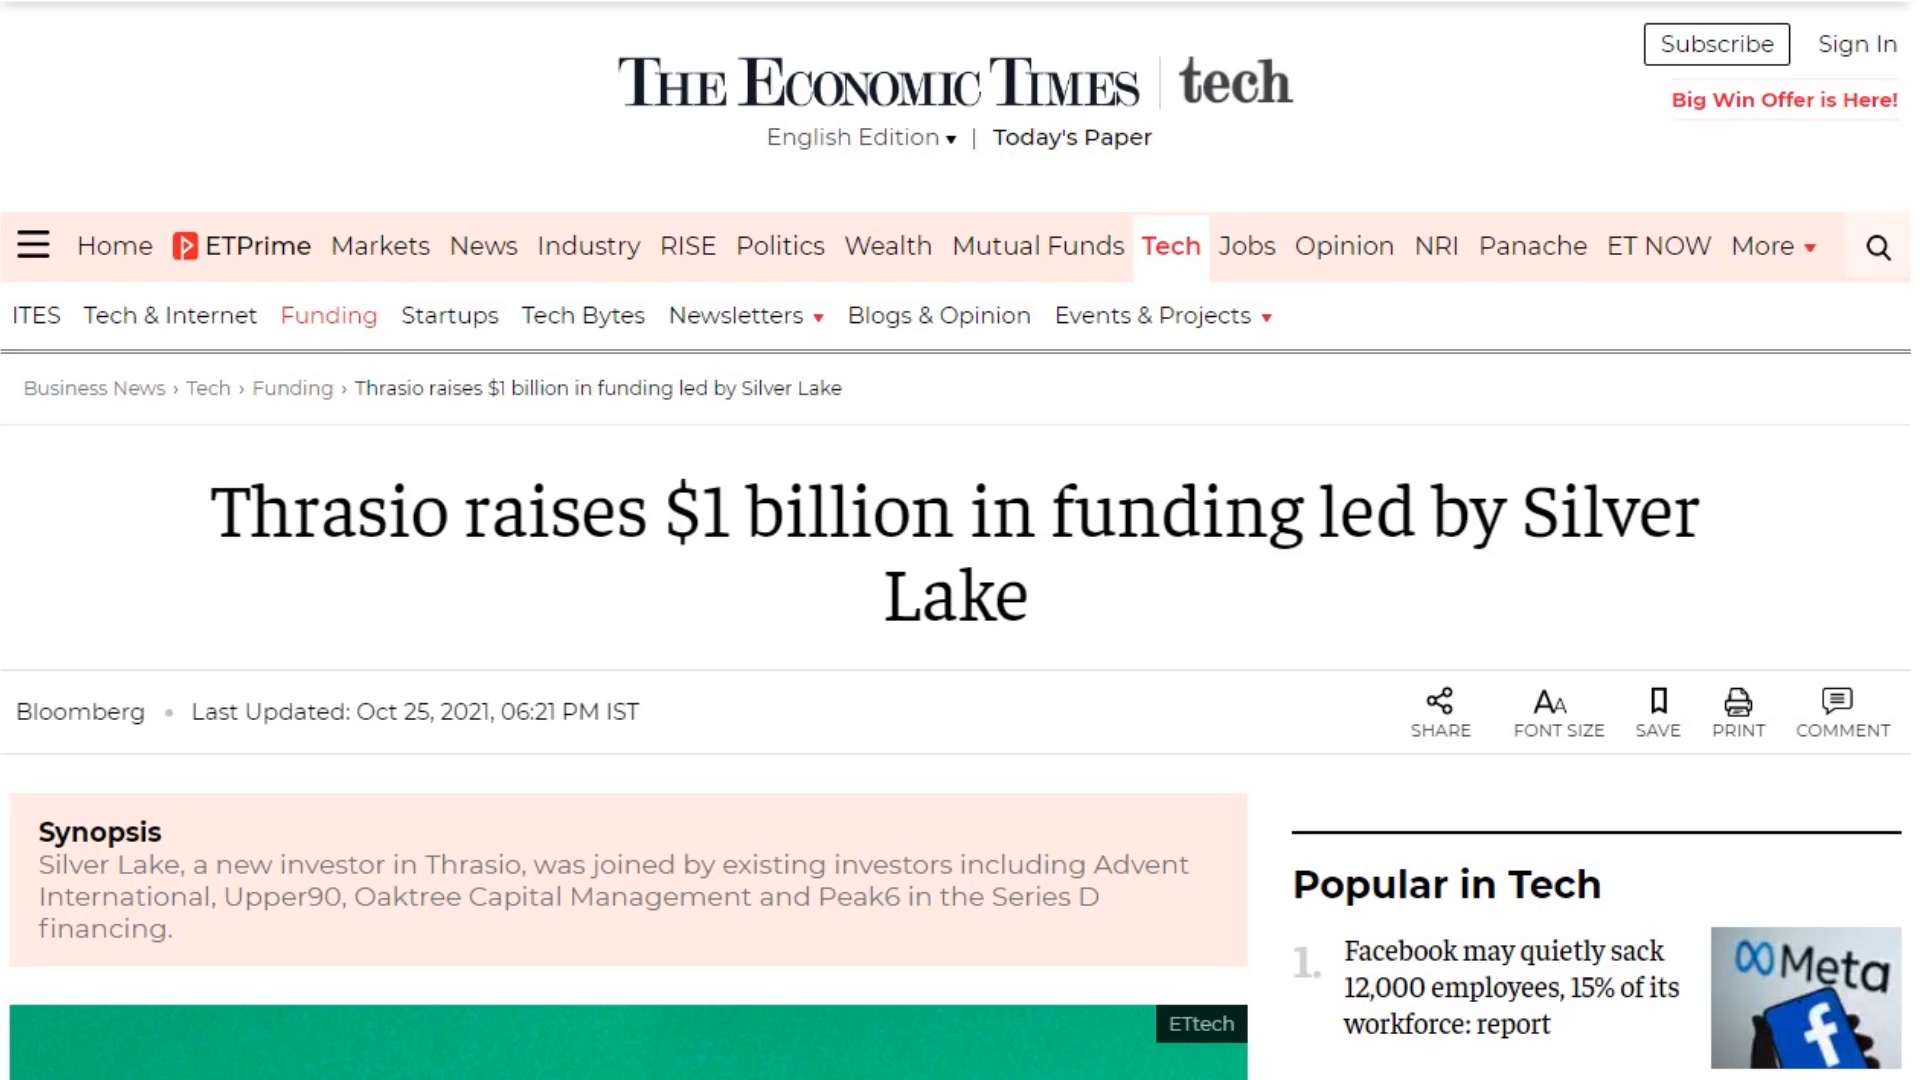 Subscribe Sign In
THE ECONOMIC TIMES | tech
Big Win Offer is Here!
English Edition ▾ | Today's Paper
Home ETPrime Markets News Industry RISE Politics Wealth Mutual Funds Tech Jobs Opinion NRI Panache ET NOW More
ITES Tech & Internet Funding Startups Tech Bytes Newsletters Blogs & Opinion Events & Projects
Business News › Tech › Funding › Thrasio raises $1 billion in funding led by Silver Lake
Thrasio raises $1 billion in funding led by Silver
Lake
Bloomberg • Last Updated: Oct 25, 2021, 06:21 PM IST
SHARE FONT SIZE SAVE PRINT COMMENT
Synopsis
Silver Lake, a new investor in Thrasio, was joined by existing investors including Advent
International, Upper90, Oaktree Capital Management and Peak6 in the Series D
financing.
ETtech
Popular in Tech
1. Facebook may quietly sack
12,000 employees, 15% of its
workforce: report
Meta
f